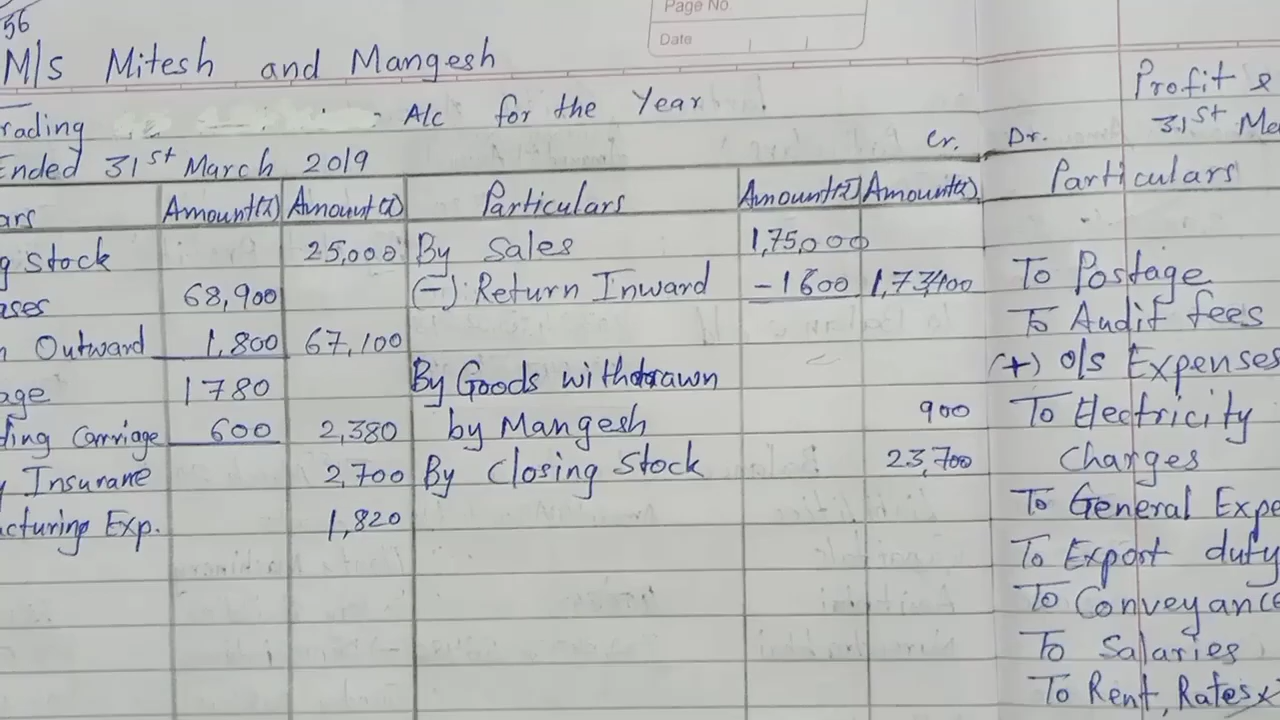 56
Page No.
Date
M/s Mitesh and Mangesh
rading A/c for the Year
Ended 31st March 2019
Cr.
ars Amount(₹) Amount(₹) Particulars Amount(₹) Amount(₹)
g Stock 25,000 By Sales 1,75,000
ases 68,900 (-) Return Inward - 1600 1,73,400
n Outward 1,800 67,100
age 1780 By Goods withdrawn
ding Carriage 600 2,380 by Mangesh 900
y Insurane 2,700 By Closing Stock 23,700
cturing Exp. 1,820
Profit &
31st Ma
Dr.
Particulars
To Postage
To Audit fees
(+) o/s Expenses
To Electricity
Charges
To General Expe
To Export duty
To Conveyance
To Salaries
To Rent, Rates &